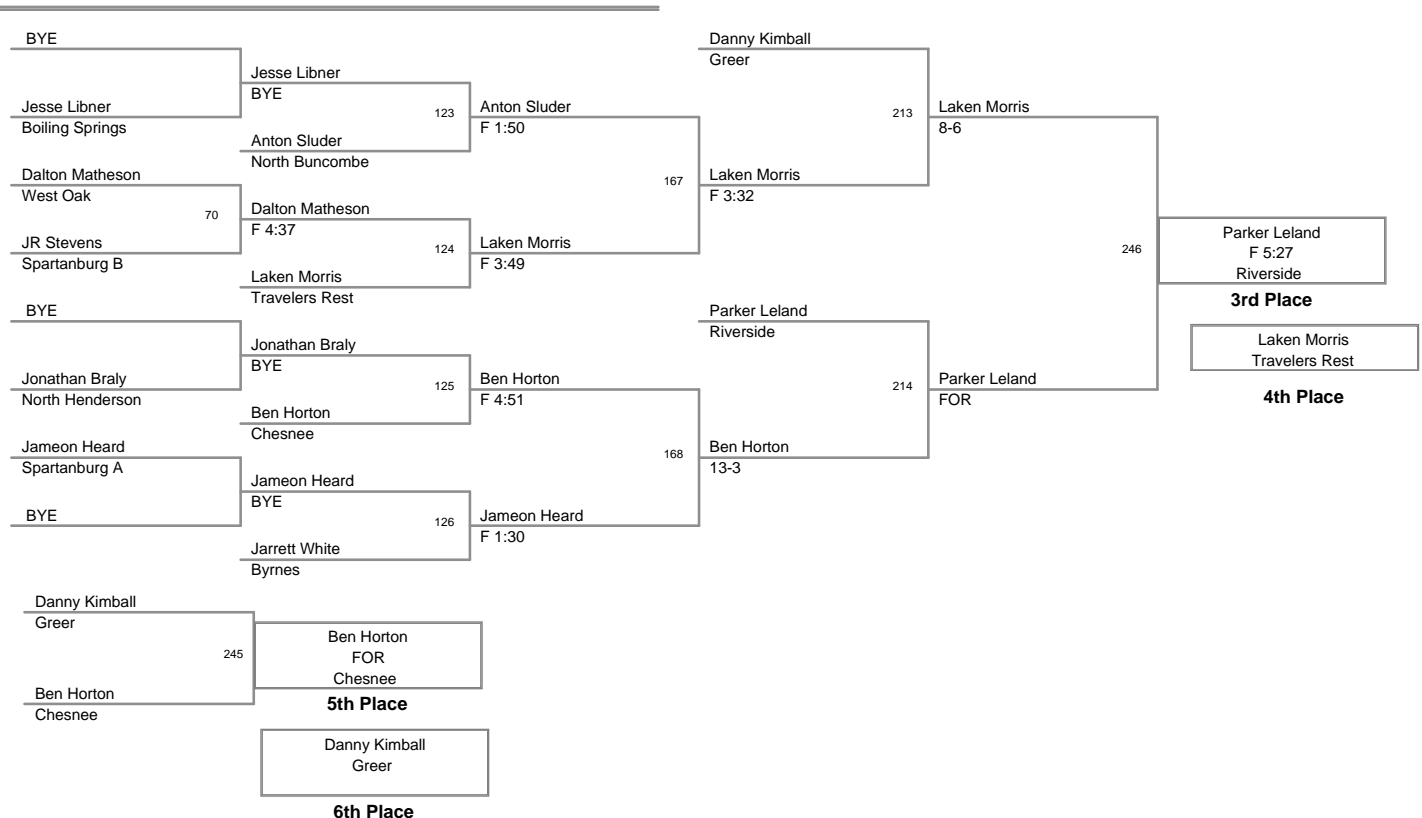 BYE
Jesse Libner
Boiling Springs
Dalton Matheson
West Oak
70
JR Stevens
Spartanburg B
BYE
Jonathan Braly
North Henderson
Jameon Heard
Spartanburg A
BYE
Jesse Libner
BYE
123
Anton Sluder
North Buncombe
Dalton Matheson
F 4:37
124
Laken Morris
Travelers Rest
Jonathan Braly
BYE
125
Ben Horton
Chesnee
Jameon Heard
BYE
126
Jarrett White
Byrnes
Anton Sluder
F 1:50
167
Laken Morris
F 3:49
Ben Horton
F 4:51
168
Jameon Heard
F 1:30
Danny Kimball
Greer
213
Laken Morris
F 3:32
Parker Leland
Riverside
214
Ben Horton
13-3
Laken Morris
8-6
246
Parker Leland
FOR
Parker Leland
F 5:27
Riverside
3rd Place
Laken Morris
Travelers Rest
4th Place
Danny Kimball
Greer
245
Ben Horton
Chesnee
Ben Horton
FOR
Chesnee
5th Place
Danny Kimball
Greer
6th Place